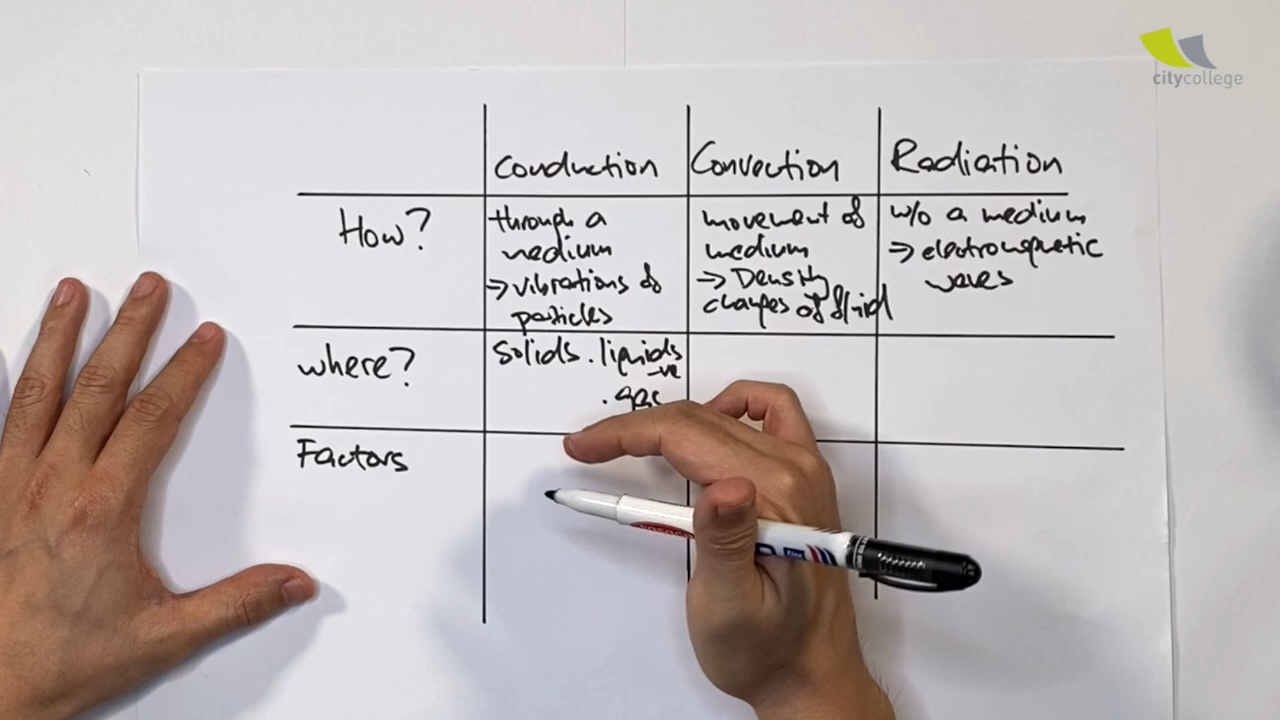 citycollege
Conduction
Convection
Radiation
How?
through a
medium
⇒ vibrations of
particles
movement of
medium
⇒ Density
changes of fluid
w/o a medium
⇒ electromagnetic
waves
where?
Solids . liquids
. gas
Factors
Fine